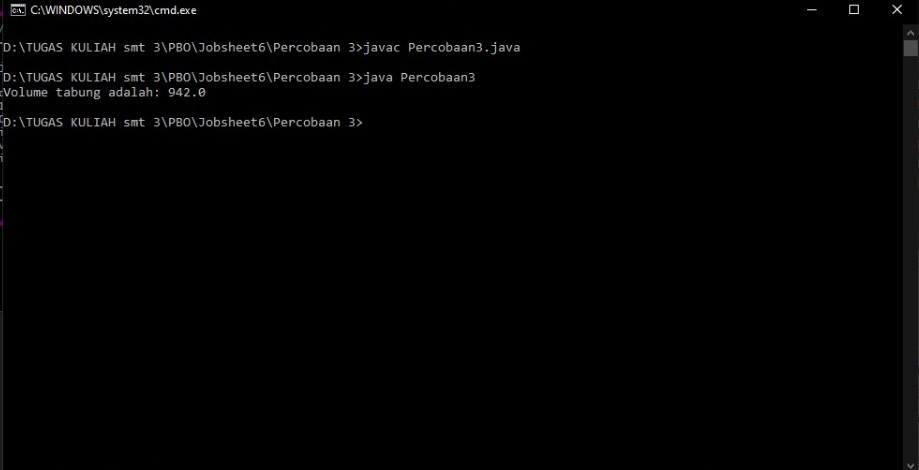 C:\WINDOWS\system32\cmd.exe
D:\TUGAS KULIAH smt 3\PBO\Jobsheet6\Percobaan 3>javac Percobaan3.java
D:\TUGAS KULIAH smt 3\PBO\Jobsheet6\Percobaan 3>java Percobaan3
Volume tabung adalah: 942.0
D:\TUGAS KULIAH smt 3\PBO\Jobsheet6\Percobaan 3>